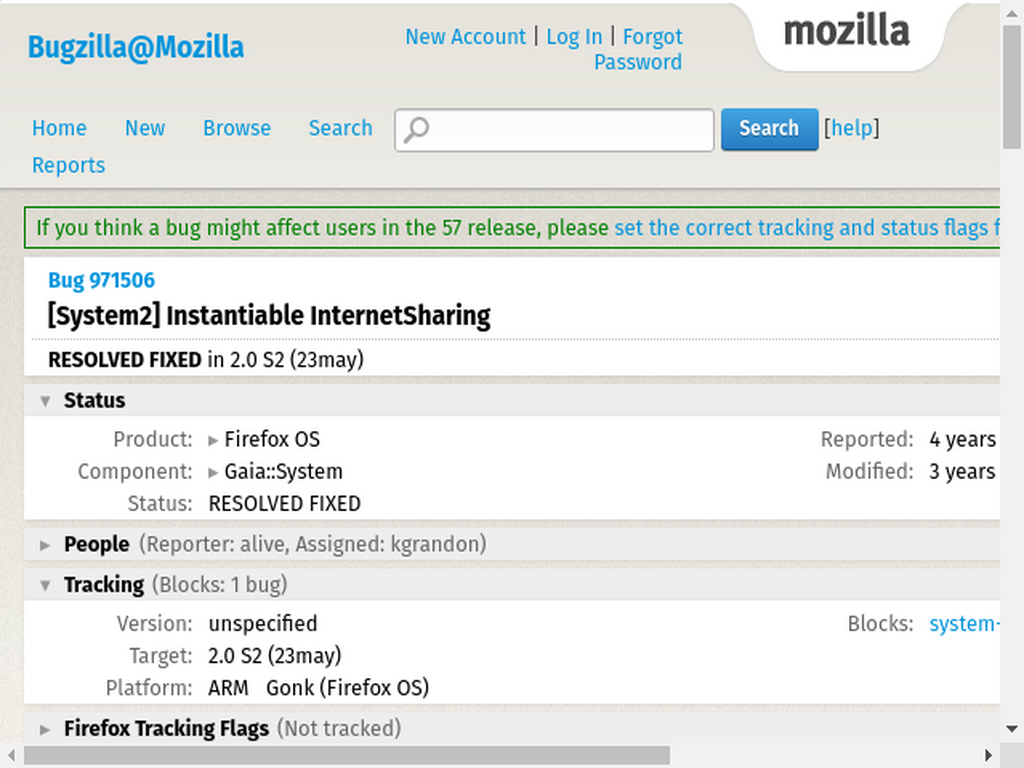 Bugzilla@Mozilla
New Account | Log In | Forgot
Password
mozilla
Home New Browse Search Search [help]
Reports
If you think a bug might affect users in the 57 release, please set the correct tracking and status flags f
Bug 971506
[System2] Instantiable InternetSharing
RESOLVED FIXED in 2.0 S2 (23may)
Status
Product: Firefox OS Reported: 4 years
Component: Gaia::System Modified: 3 years
Status: RESOLVED FIXED
People (Reporter: alive, Assigned: kgrandon)
Tracking (Blocks: 1 bug)
Version: unspecified Blocks: system-
Target: 2.0 S2 (23may)
Platform: ARM Gonk (Firefox OS)
Firefox Tracking Flags (Not tracked)